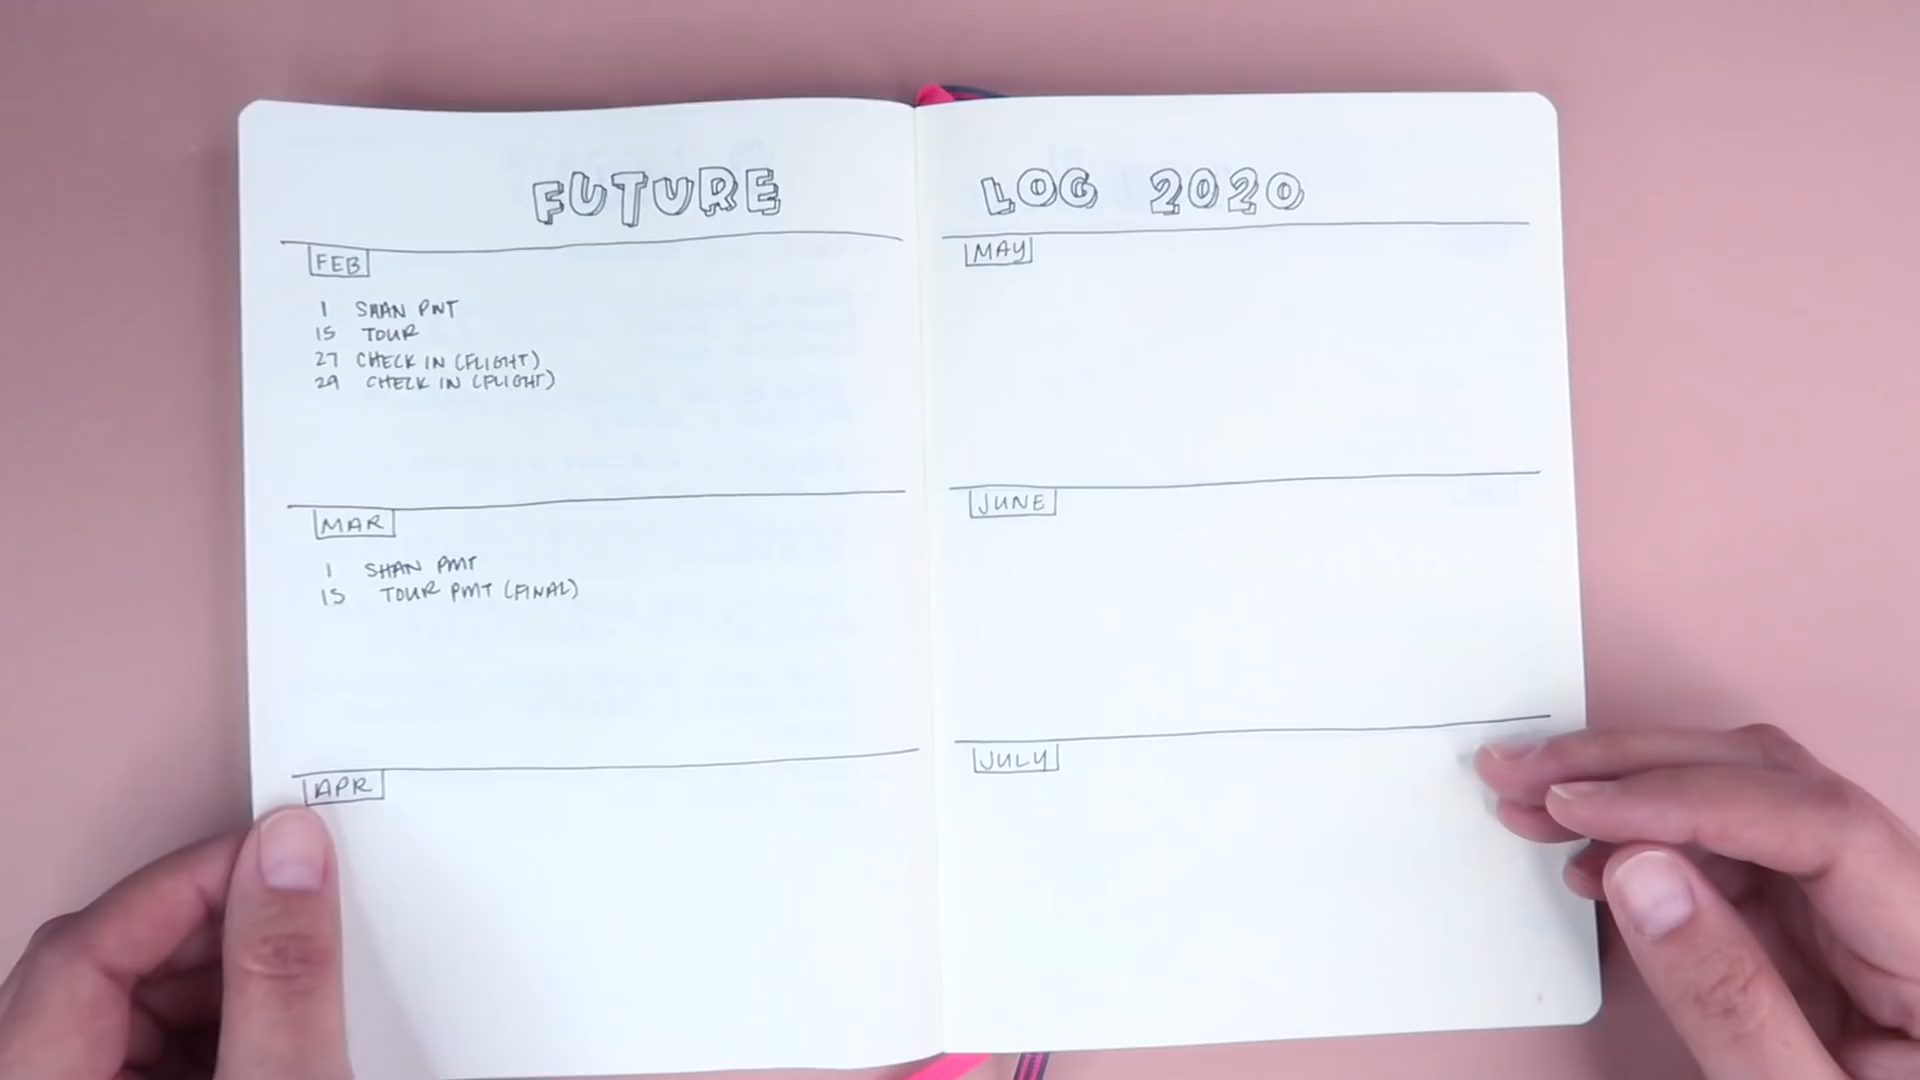 FUTURE LOG 2020
FEB
1 SHAN PMT
15 TOUR
27 CHECK IN (FLIGHT)
29 CHECK IN (FLIGHT)
MAR
1 SHAN PMT
15 TOUR PMT (FINAL)
APR
MAY
JUNE
JULY